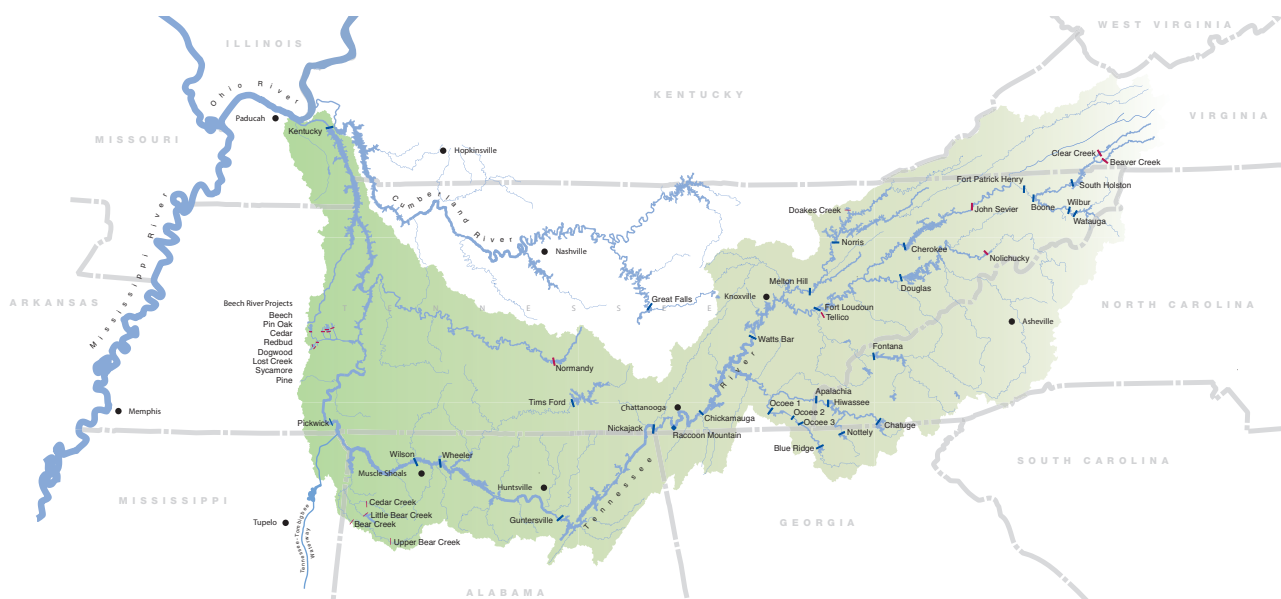 WEST VIRGINIA
ILLINOIS
KENTUCKY
VIRGINIA
MISSOURI
Ohio River
Paducah
Kentucky
Hopkinsville
Clear Creek
Beaver Creek
Fort Patrick Henry
South Holston
Mississippi River
Cumberland River
Doakes Creek
John Sevier
Boone
Wilbur
Watauga
Nashville
Norris
Cherokee
Nolichucky
Melton Hill
Douglas
ARKANSAS
Beech River Projects
Great Falls
Knoxville
NORTH CAROLINA
TENNESSEE
Fort Loudoun
Tellico
Beech
Pin Oak
Cedar
Redbud
Dogwood
Lost Creek
Sycamore
Pine
Asheville
Watts Bar
Fontana
Normandy
Memphis
Tims Ford
Chattanooga
Apalachia
Hiwassee
Ocoee 1
Ocoee 2
Ocoee 3
Chickamauga
Pickwick
Nickajack
Raccoon Mountain
Chatuge
Nottely
Blue Ridge
Wilson
Wheeler
Muscle Shoals
SOUTH CAROLINA
Huntsville
Tennessee River
MISSISSIPPI
Cedar Creek
Little Bear Creek
Bear Creek
Guntersville
Tupelo
GEORGIA
Upper Bear Creek
Tennessee-Tombigbee
Waterway
ALABAMA